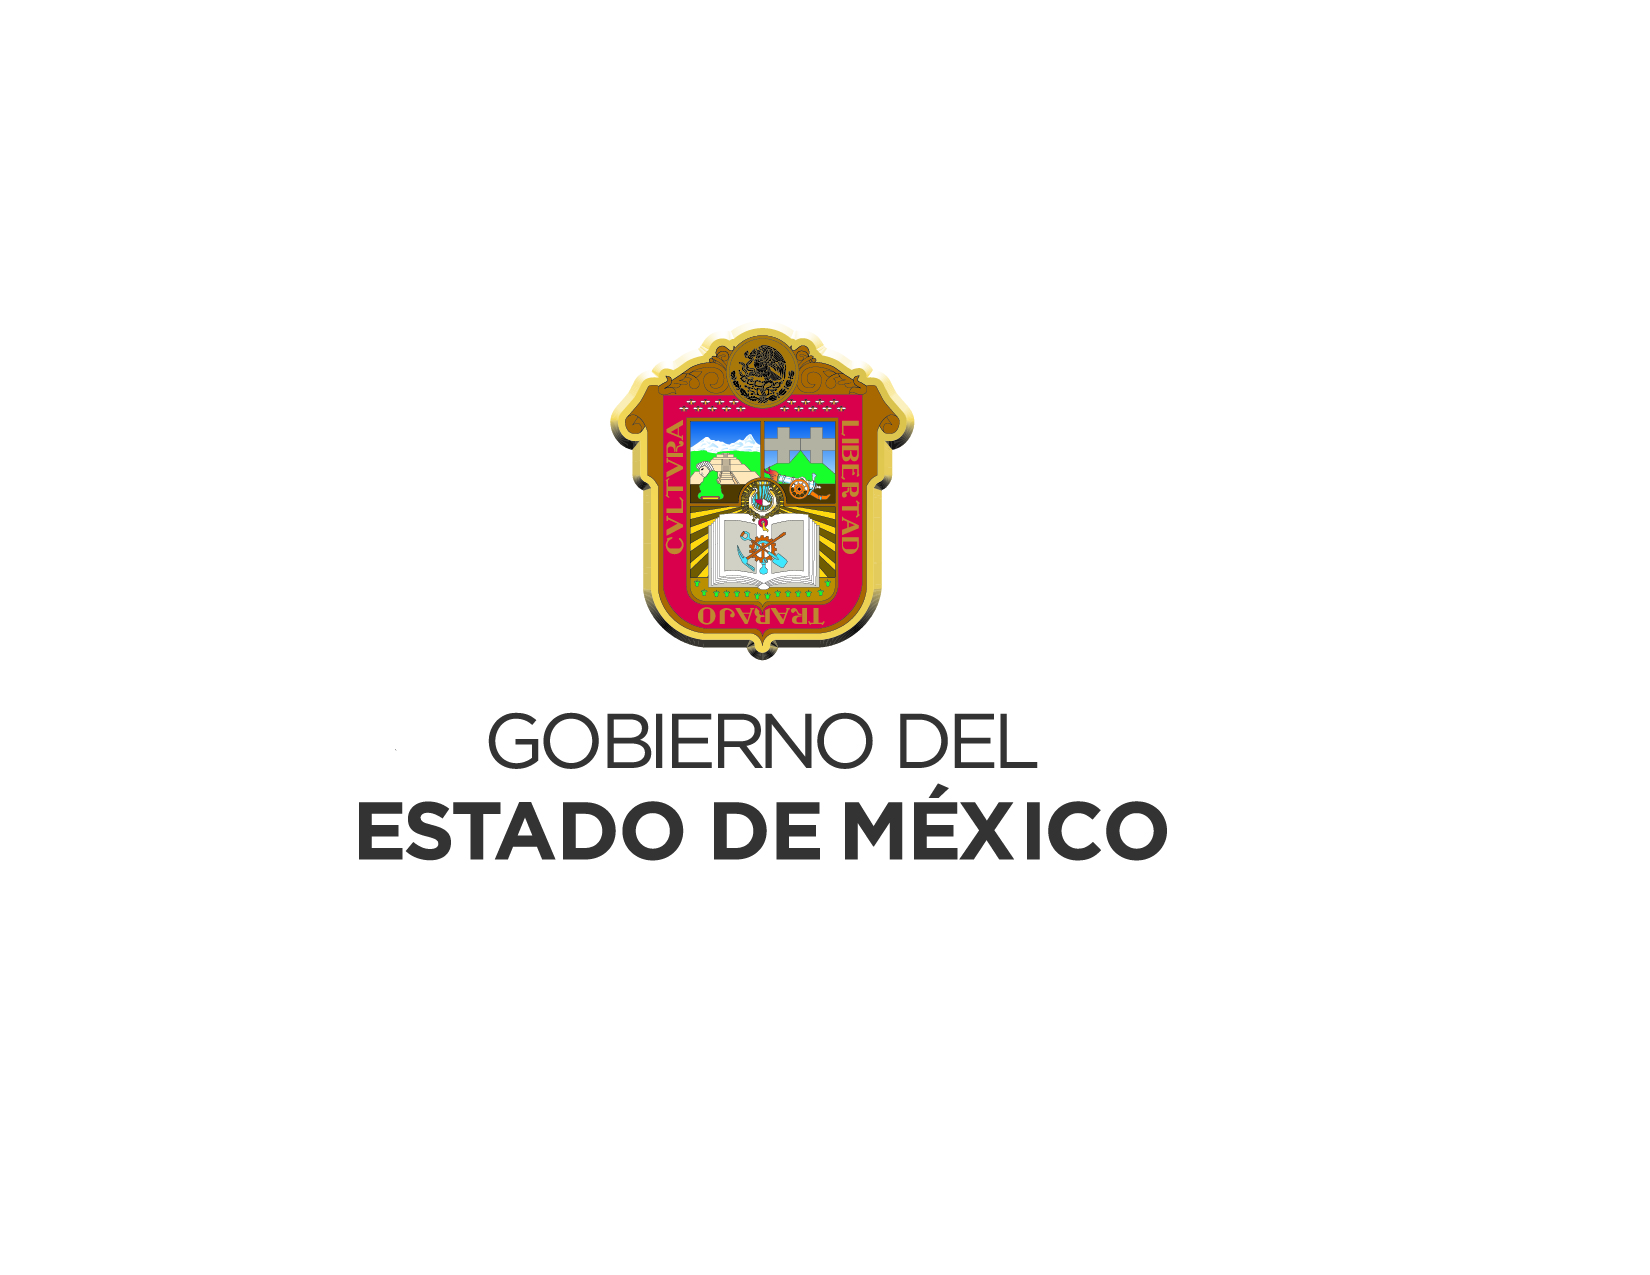 CVLTVRA
LIBERTAD
TRABAJO
GOBIERNO DEL
ESTADO DE MÉXICO